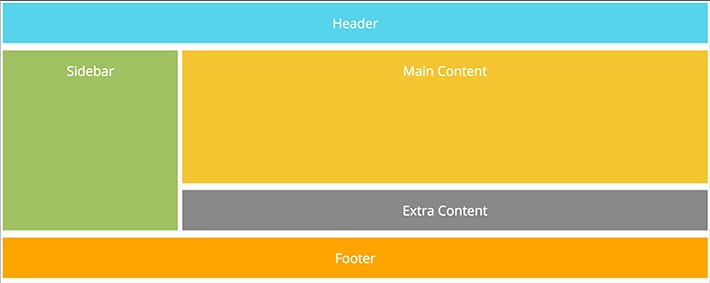 Header
Sidebar
Main Content
Extra Content
Footer